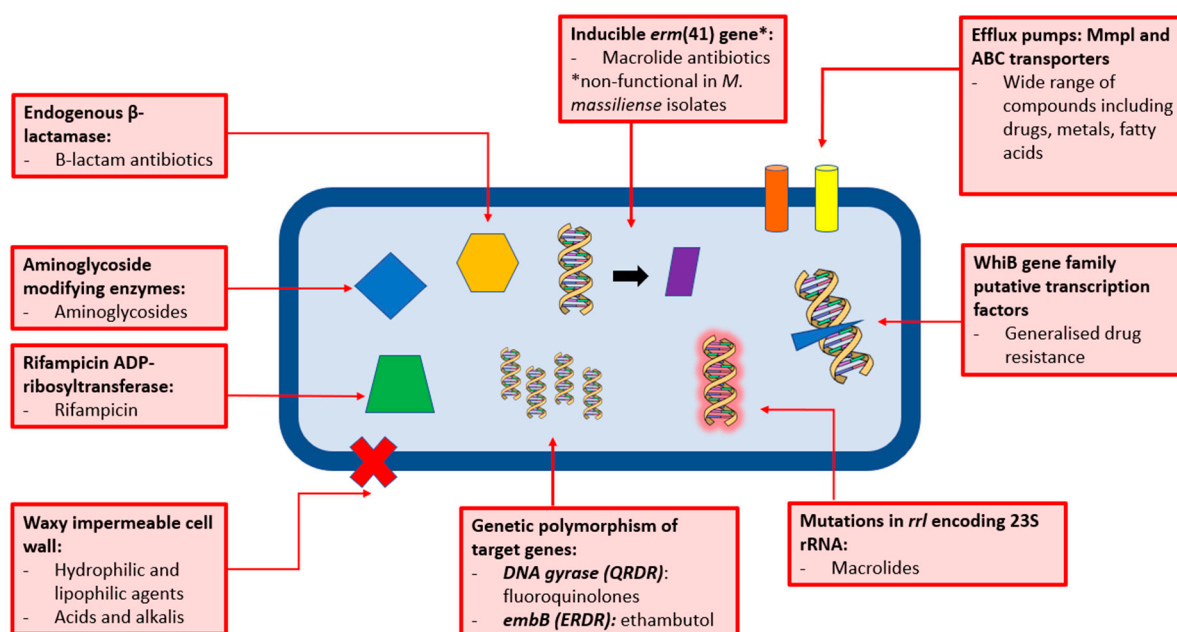 Inducible erm(41) gene*:
- Macrolide antibiotics
*non-functional in M.
massiliense isolates
Efflux pumps: Mmpl and
ABC transporters
- Wide range of
compounds including
drugs, metals, fatty
acids
Endogenous β-
lactamase:
- B-lactam antibiotics
Aminoglycoside
modifying enzymes:
- Aminoglycosides
WhiB gene family
putative transcription
factors
- Generalised drug
resistance
Rifampicin ADP-
ribosyltransferase:
- Rifampicin
Waxy impermeable cell
wall:
- Hydrophilic and
lipophilic agents
- Acids and alkalis
Genetic polymorphism of
target genes:
- DNA gyrase (QRDR):
fluoroquinolones
- embB (ERDR): ethambutol
Mutations in rrl encoding 23S
rRNA:
- Macrolides